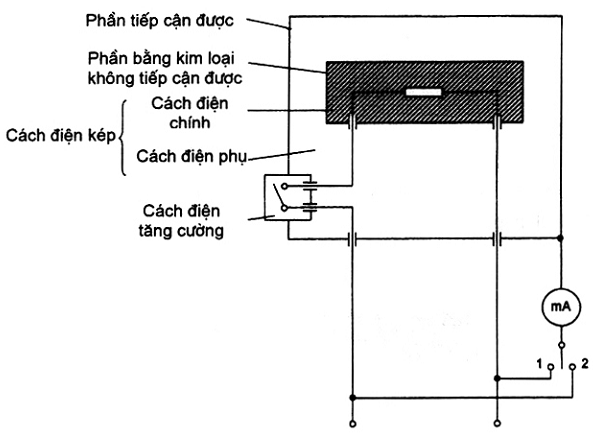 Phần tiếp cận được
Phần bằng kim loại
không tiếp cận được
Cách điện
chính
Cách điện kép
Cách điện phụ
Cách điện
tăng cường
mA
1
2